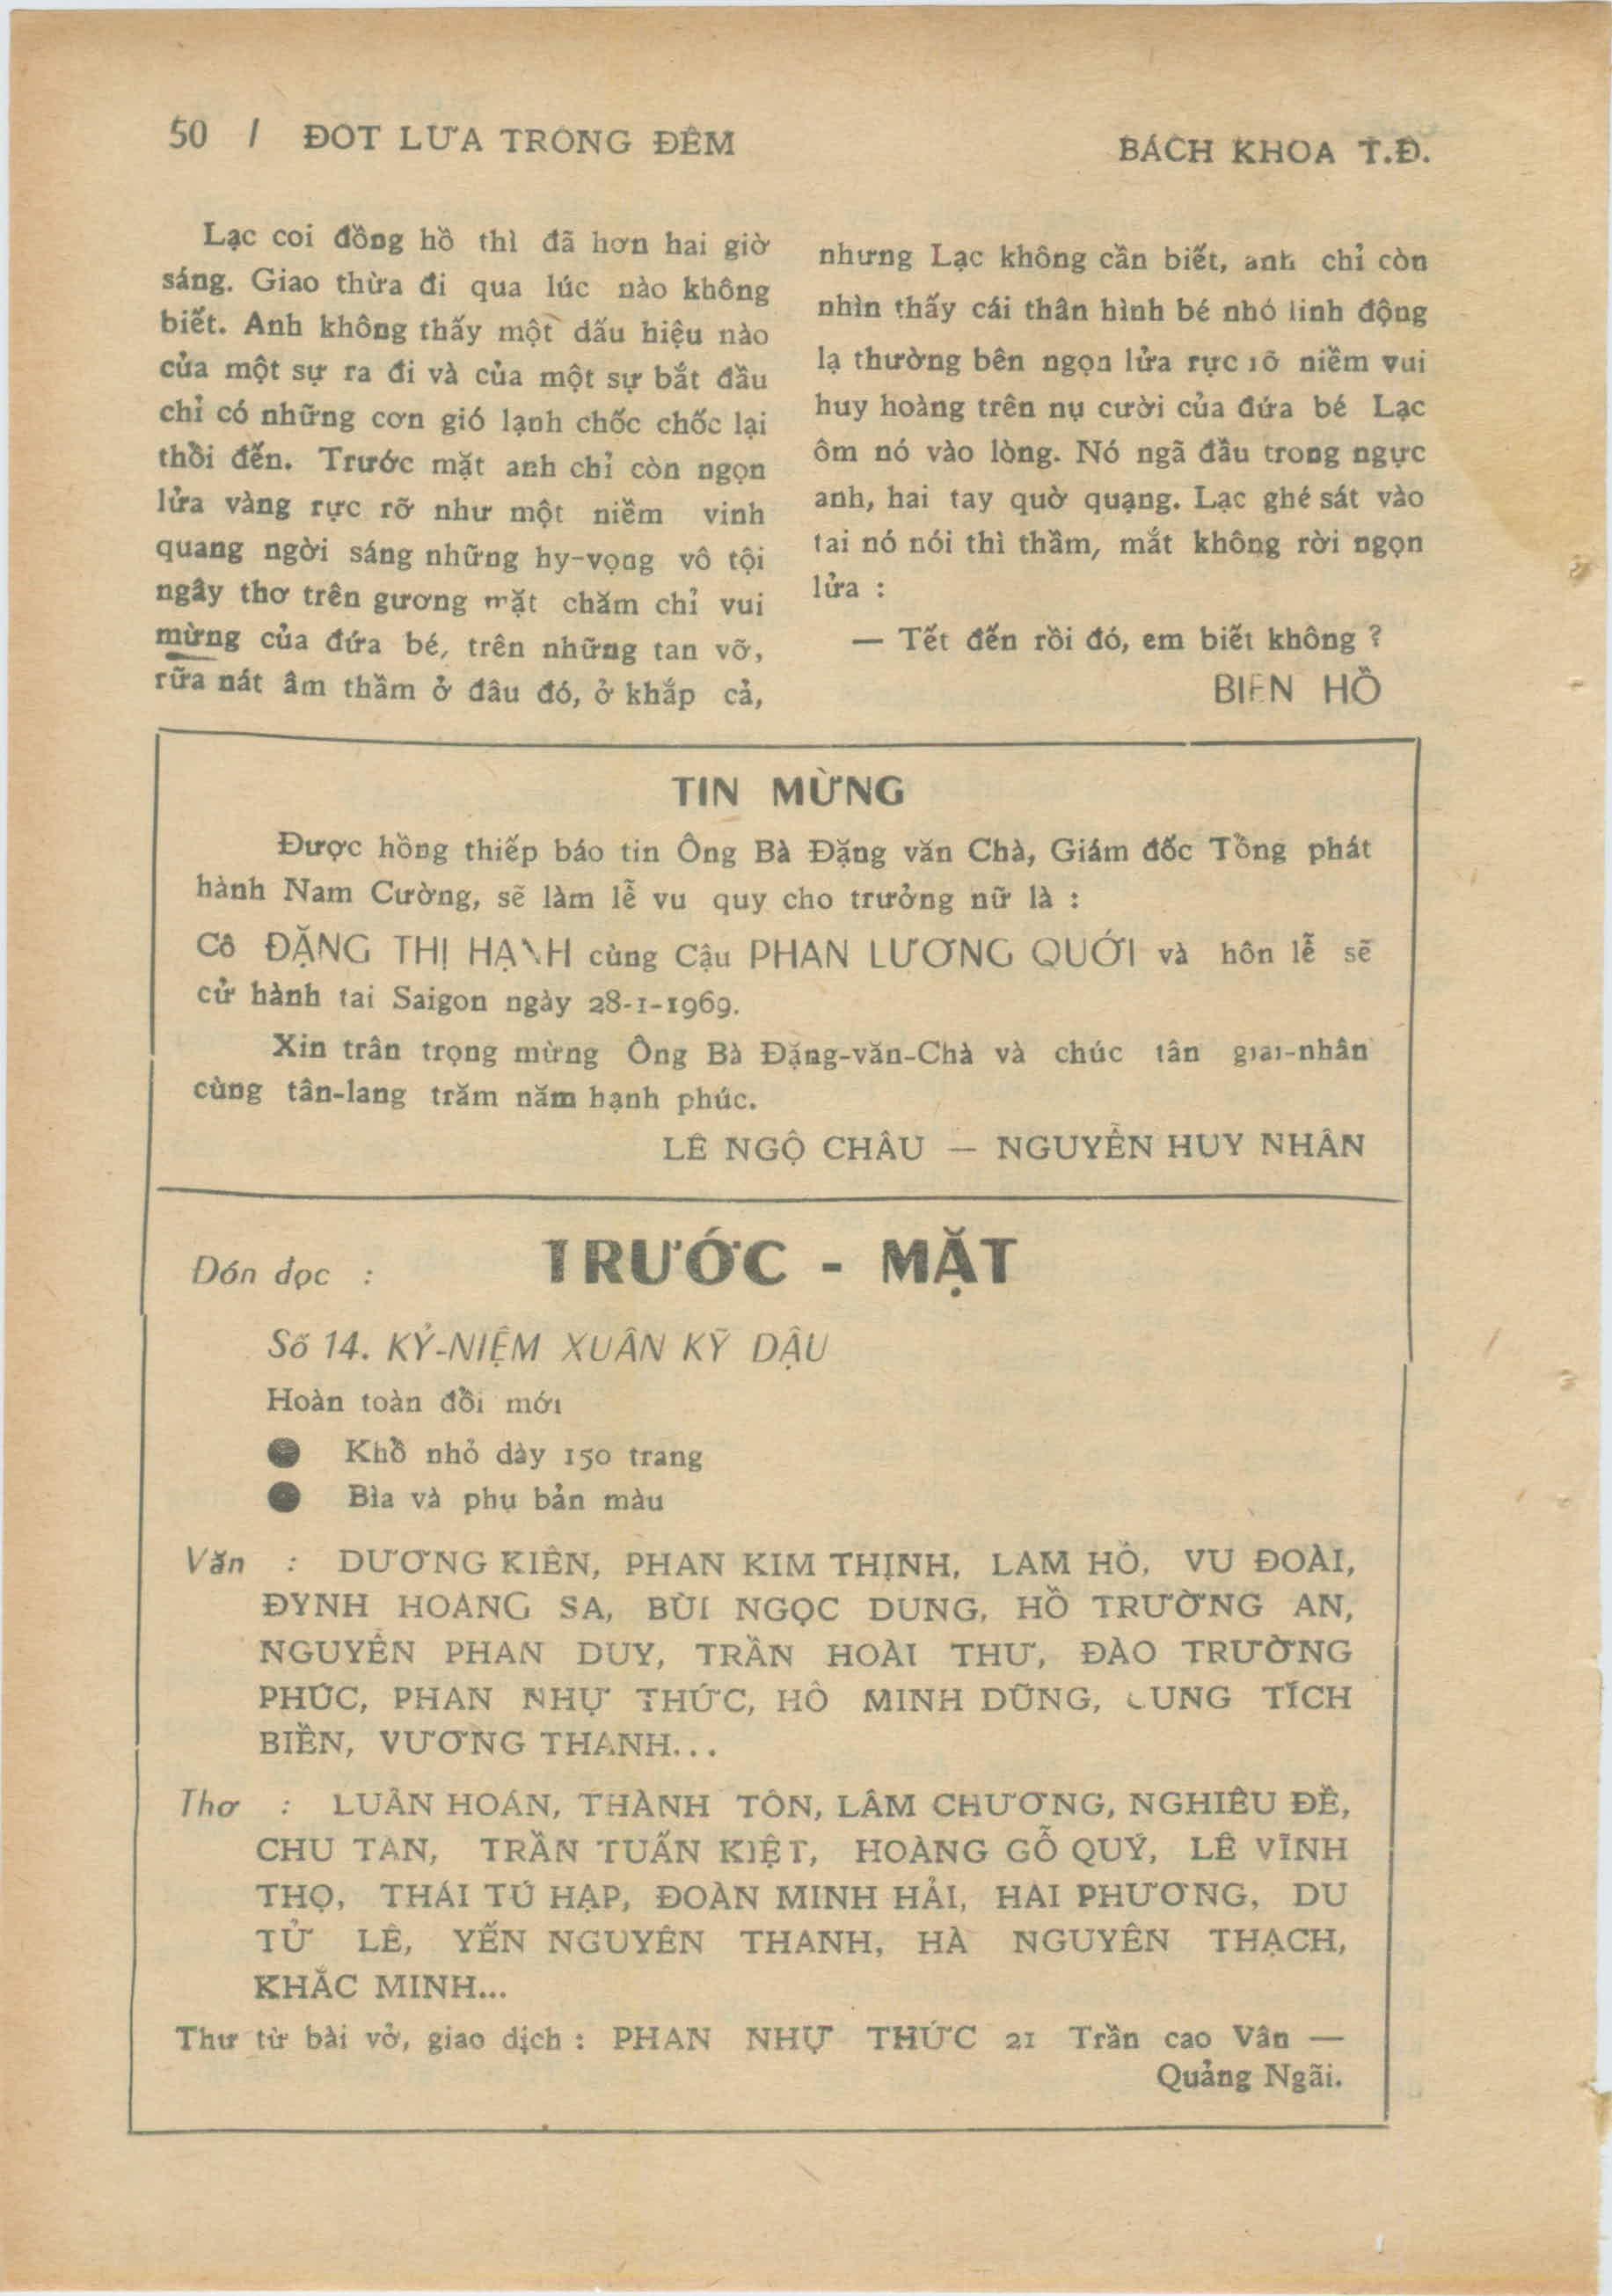 50 / ĐỐT LỬA TRONG ĐÊM
BÁCH KHOA T.Đ.
Lạc coi đồng hồ thì đã hơn hai giờ
sáng. Giao thừa đi qua lúc nào không
biết. Anh không thấy một dấu hiệu nào
của một sự ra đi và của một sự bắt đầu
chỉ có những cơn gió lạnh chốc chốc lại
thồi đến. Trước mặt anh chỉ còn ngọn
lửa vàng rực rỡ như một niềm vinh
quang ngời sáng những hy-vọng vô tội
ngây thơ trên gương mặt chăm chỉ vui
mừng của đứa bé, trên những tan vỡ,
rữa nát âm thầm ở đâu đó, ở khắp cả,
nhưng Lạc không cần biết, anh chỉ còn
nhìn thấy cái thân hình bé nhỏ linh động
lạ thường bên ngọn lửa rực rỡ niềm vui
huy hoàng trên nụ cười của đứa bé Lạc
ôm nó vào lòng. Nó ngã đầu trong ngực
anh, hai tay quờ quạng. Lạc ghé sát vào
tai nó nói thì thầm, mắt không rời ngọn
lửa :
— Tết đến rồi đó, em biết không ?
BIÊN HỒ
TIN MỪNG
Được hồng thiếp báo tin Ông Bà Đặng văn Chà, Giám đốc Tồng phát
hành Nam Cường, sẽ làm lễ vu quy cho trưởng nữ là :
Cô ĐẶNG THỊ HẠNH cùng Cậu PHAN LƯƠNG QUỚI và hôn lễ sẽ
cử hành tai Saigon ngày 28-1-1969.
Xin trân trọng mừng Ông Bà Đặng-văn-Chà và chúc tân giai-nhân
cùng tân-lang trăm năm hạnh phúc.
LÊ NGỘ CHÂU — NGUYỄN HUY NHÂN
Đón đọc :
TRƯỚC - MẶT
Số 14. KỶ-NIỆM XUÂN KỸ DẬU
Hoàn toàn đồi mới
● Khồ nhỏ dày 150 trang
● Bìa và phụ bản màu
Văn : DƯƠNG KIÊN, PHAN KIM THỊNH, LAM HỒ, VU ĐOÀI,
ĐYNH HOÀNG SA, BÙI NGỌC DUNG, HỒ TRƯỜNG AN,
NGUYỄN PHAN DUY, TRẦN HOÀI THƯ, ĐÀO TRƯỜNG
PHÚC, PHAN NHỰ THỨC, HỒ MINH DŨNG, CUNG TÍCH
BIỀN, VƯƠNG THANH...
Thơ : LUÂN HOÁN, THÀNH TÔN, LÂM CHƯƠNG, NGHIÊU ĐỀ,
CHU TÂN, TRẦN TUẤN KIỆT, HOÀNG GỖ QUÝ, LÊ VĨNH
THỌ, THÁI TÚ HẠP, ĐOÀN MINH HẢI, HẢI PHƯƠNG, DU
TỬ LÊ, YẾN NGUYÊN THANH, HÀ NGUYÊN THẠCH,
KHẮC MINH...
Thư từ bài vở, giao dịch : PHAN NHỰ THỨC 21 Trần cao Vân —
Quảng Ngãi.